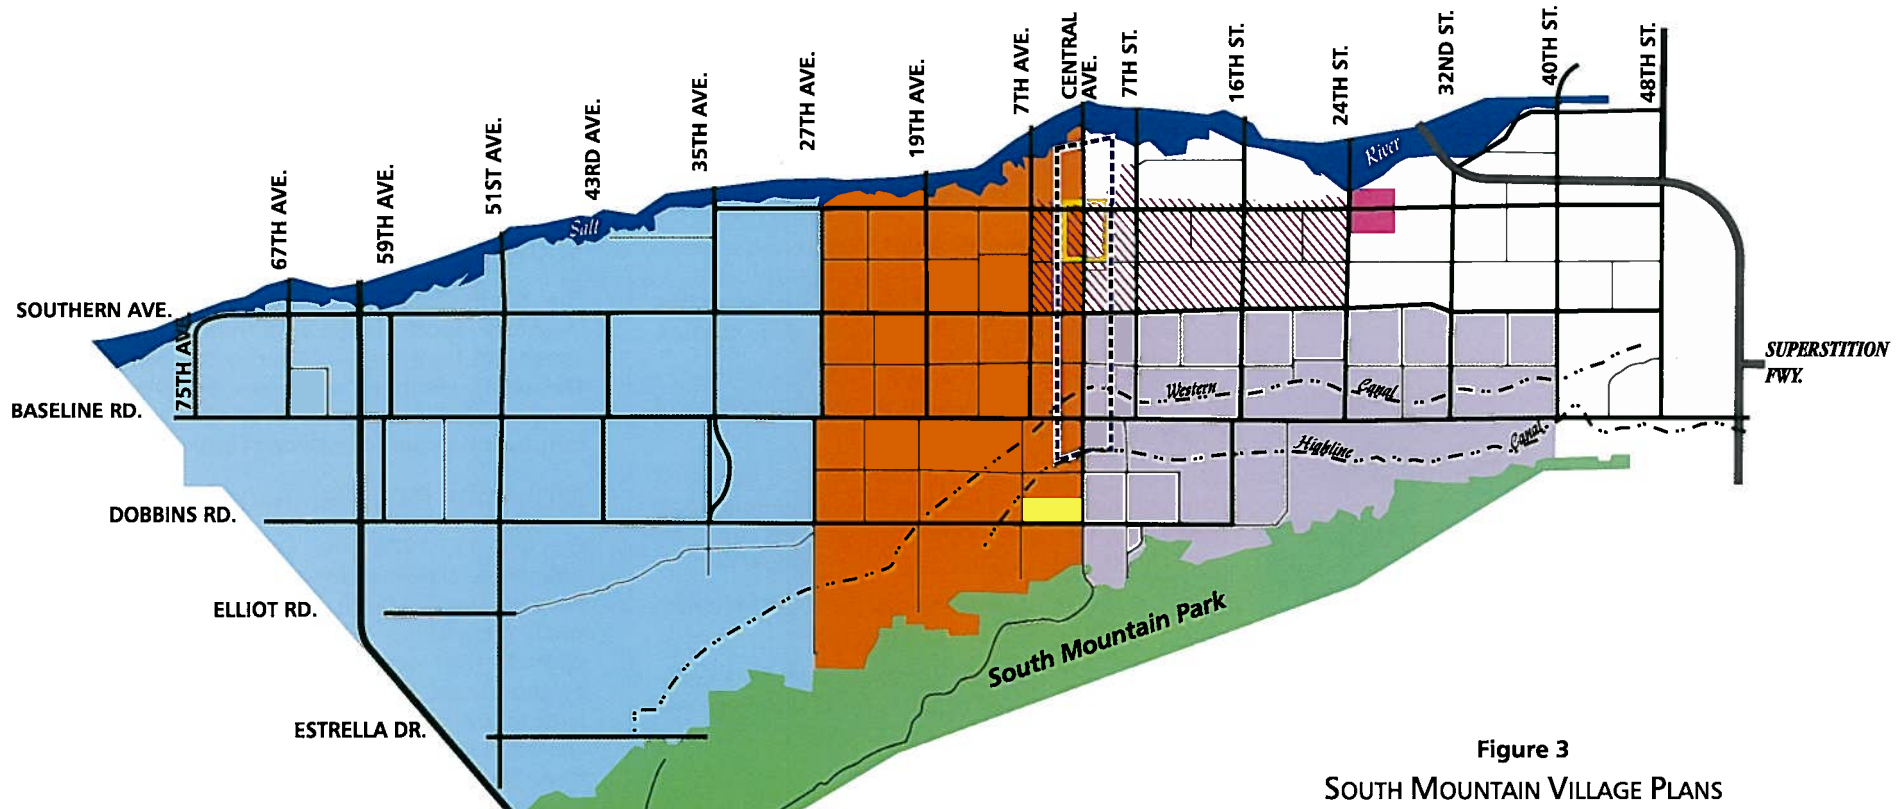 67TH AVE.
59TH AVE.
51ST AVE.
43RD AVE.
35TH AVE.
27TH AVE.
19TH AVE.
7TH AVE.
CENTRAL
AVE.
7TH ST.
16TH ST.
24TH ST.
32ND ST.
40TH ST.
48TH ST.
River
Salt
SOUTHERN AVE.
75TH AVE.
SUPERSTITION
FWY.
Western
Canal
BASELINE RD.
Highline
Canal
DOBBINS RD.
ELLIOT RD.
South Mountain Park
ESTRELLA DR.
Figure 3
SOUTH MOUNTAIN VILLAGE PLANS